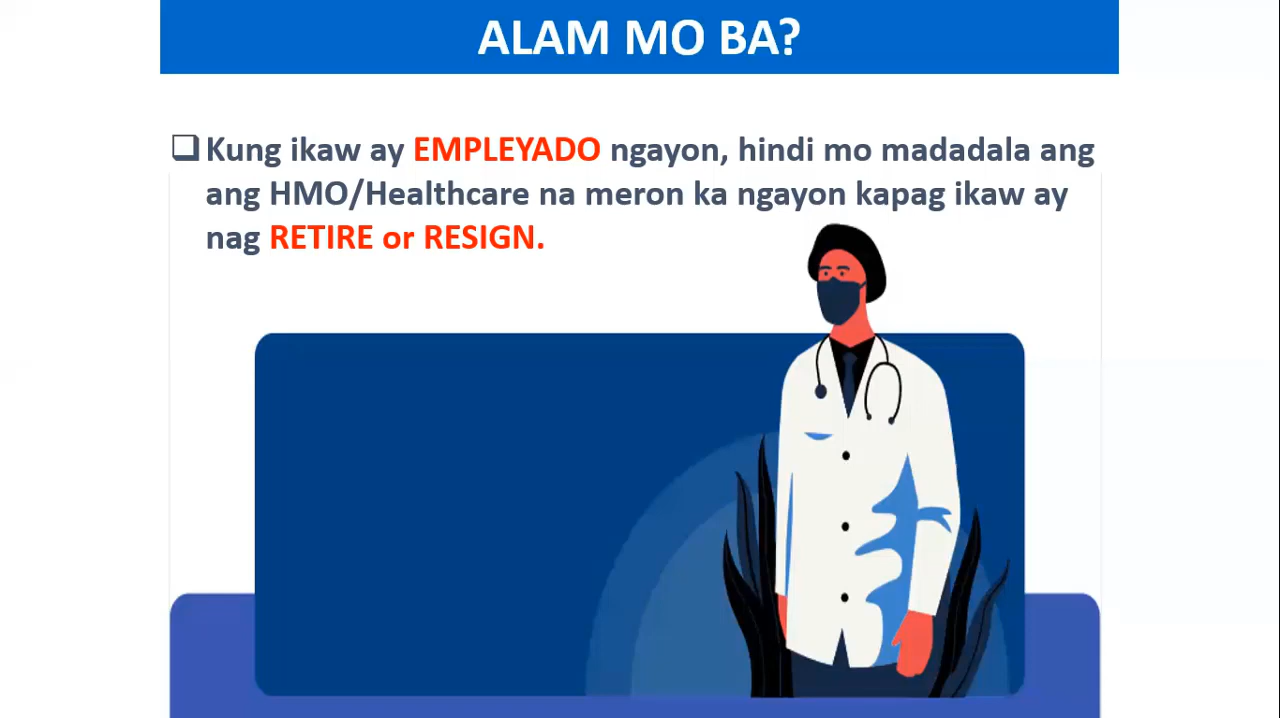 ALAM MO BA?
Kung ikaw ay EMPLEYADO ngayon, hindi mo madadala ang
ang HMO/Healthcare na meron ka ngayon kapag ikaw ay
nag RETIRE or RESIGN.